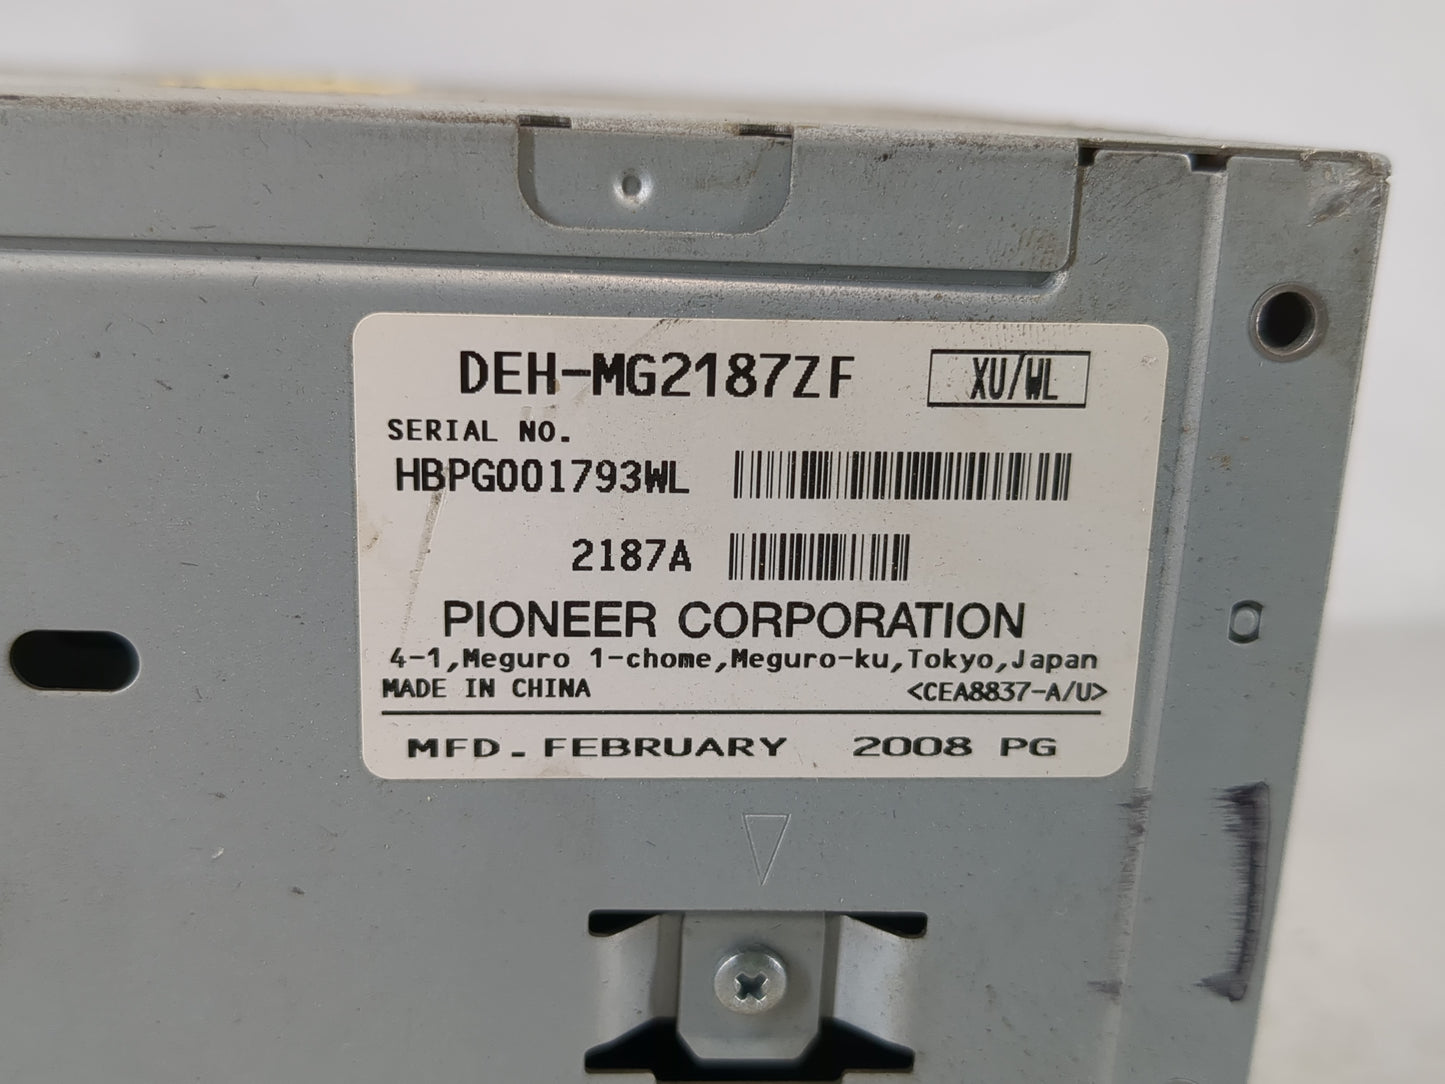 DEH-MG2187ZF XU/WL
SERIAL NO.
HBPG001793WL
2187A
PIONEER CORPORATION
4-1,Meguro 1-chome,Meguro-ku,Tokyo,Japan
MADE IN CHINA <CEA8837-A/U>
MFD. FEBRUARY 2008 PG